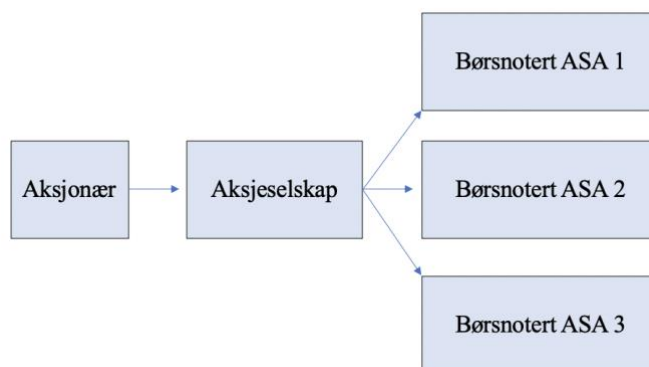 Aksjonær
Aksjeselskap
Børsnotert ASA 1
Børsnotert ASA 2
Børsnotert ASA 3